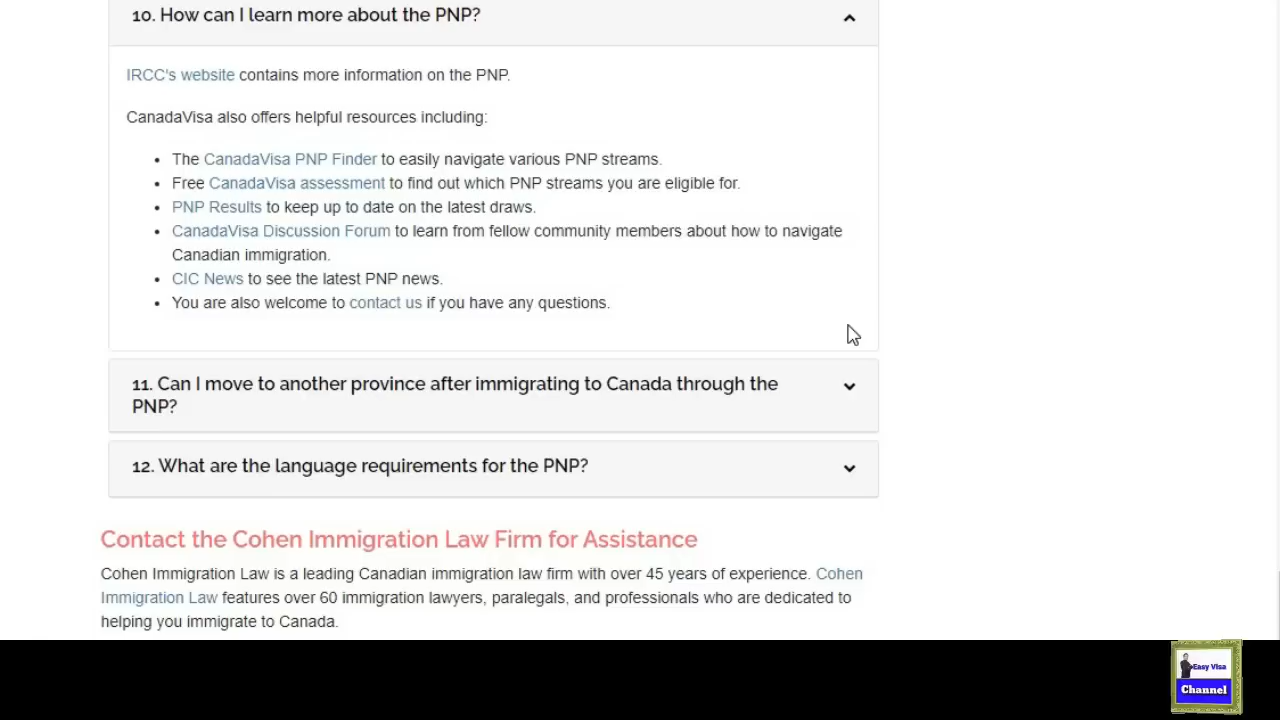 10. How can I learn more about the PNP?
IRCC's website contains more information on the PNP.
CanadaVisa also offers helpful resources including:
• The CanadaVisa PNP Finder to easily navigate various PNP streams.
• Free CanadaVisa assessment to find out which PNP streams you are eligible for.
• PNP Results to keep up to date on the latest draws.
• CanadaVisa Discussion Forum to learn from fellow community members about how to navigate
Canadian immigration.
• CIC News to see the latest PNP news.
• You are also welcome to contact us if you have any questions.
11. Can I move to another province after immigrating to Canada through the
PNP?
12. What are the language requirements for the PNP?
Contact the Cohen Immigration Law Firm for Assistance
Cohen Immigration Law is a leading Canadian immigration law firm with over 45 years of experience. Cohen
Immigration Law features over 60 immigration lawyers, paralegals, and professionals who are dedicated to
helping you immigrate to Canada.
Easy Visa
Channel